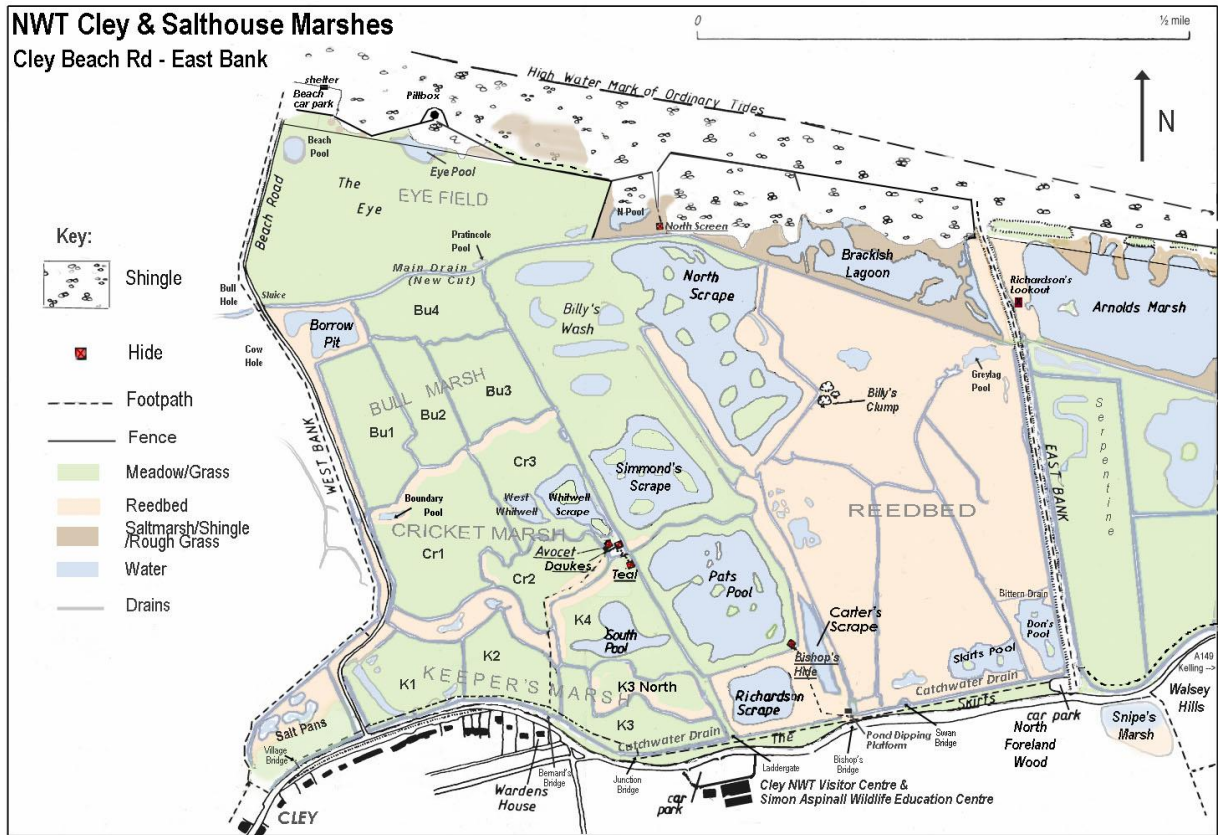 NWT Cley & Salthouse Marshes
Cley Beach Rd - East Bank
0
½ mile
High Water Mark of Ordinary Tides
N
shelter
Beach
car park
Pillbox
Beach
Pool
Eye Pool
The
Eye
EYE FIELD
Beach Road
N Pool
North Screen
Pratincole
Pool
Main Drain
(New Cut)
Bull
Hole
Sluice
Cow
Hole
Borrow
Pit
Bu4
Billy's
Wash
North
Scrape
Brackish
Lagoon
Richardson's
Lookout
Arnolds Marsh
Key:
Shingle
Hide
Footpath
Fence
Meadow/Grass
Reedbed
Saltmarsh/Shingle
/Rough Grass
Water
Drains
BULL MARSH
Bu1
Bu2
Bu3
WEST BANK
Billy's
Clump
Greylag
Pool
Serpentine
EAST BANK
Cr3
West
Whitwell
Whitwell
Scrape
Simmond's
Scrape
Boundary
Pool
CRICKET MARSH
Cr1
Cr2
Avocet
Daukes
Teal
REEDBED
Pats
Pool
Carter's
Scrape
Bishop's
Hide
Bittern Drain
Don's
Pool
Skirts Pool
K4
South
Pool
K1
K2
KEEPER'S MARSH
K3 North
K3
Richardson
Scrape
Catchwater Drain
Catchwater Drain
The
Skirts
A149
Kelling -->
Walsey
Hills
Snipe's
Marsh
car park
North
Foreland
Wood
Swan
Bridge
Pond Dipping
Platform
Bishop's
Bridge
Laddergate
Junction
Bridge
Bernard's
Bridge
Wardens
House
car
park
Cley NWT Visitor Centre &
Simon Aspinall Wildlife Education Centre
Salt Pans
Village
Bridge
CLEY